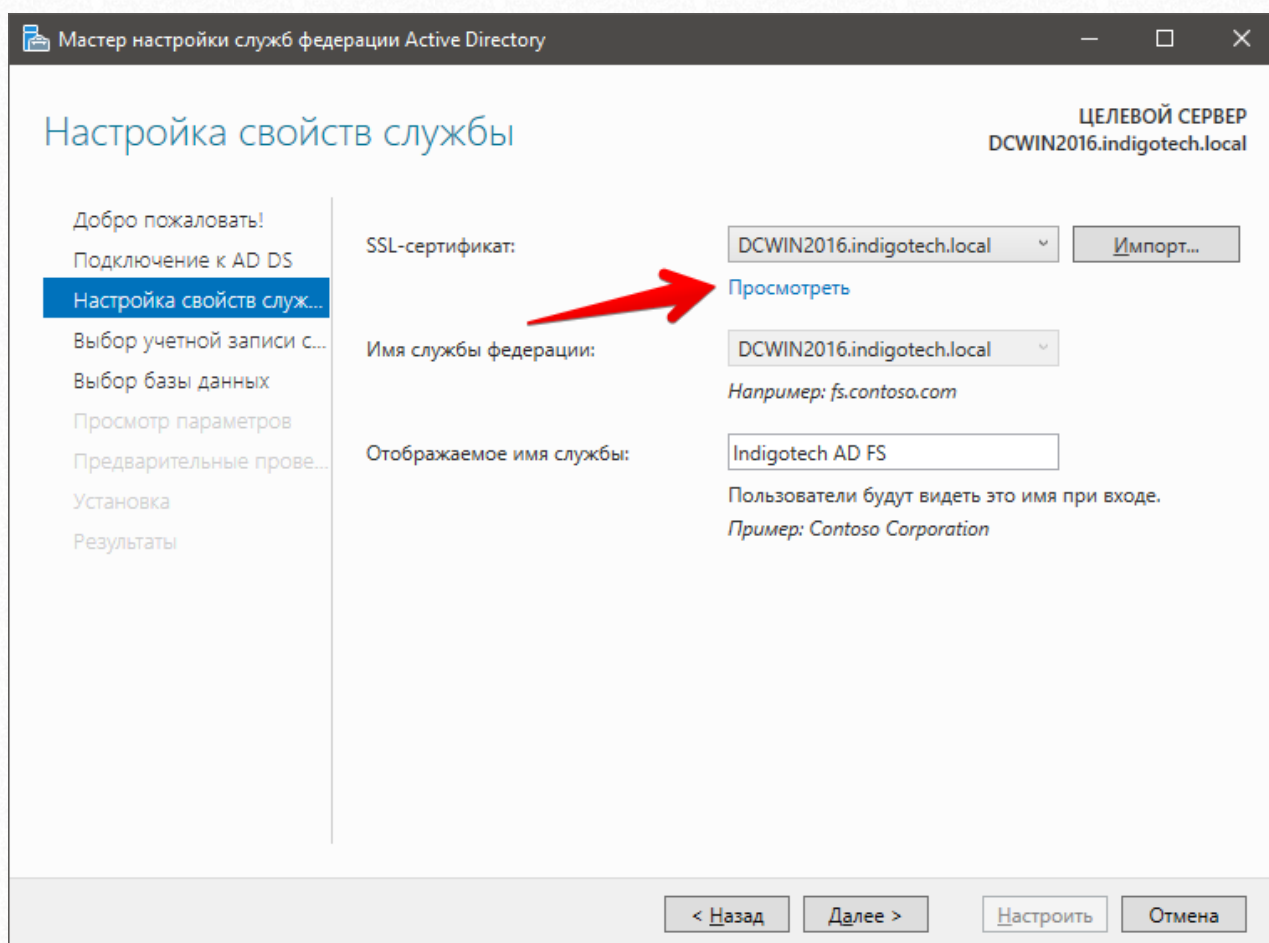 Мастер настройки служб федерации Active Directory
Настройка свойств службы
ЦЕЛЕВОЙ СЕРВЕР
DCWIN2016.indigotech.local
Добро пожаловать!
Подключение к AD DS
Настройка свойств служ...
Выбор учетной записи с...
Выбор базы данных
Просмотр параметров
Предварительные прове...
Установка
Результаты
SSL-сертификат:
DCWIN2016.indigotech.local
Импорт...
Просмотреть
Имя службы федерации:
DCWIN2016.indigotech.local
Например: fs.contoso.com
Отображаемое имя службы:
Indigotech AD FS
Пользователи будут видеть это имя при входе.
Пример: Contoso Corporation
< Назад
Далее >
Настроить
Отмена